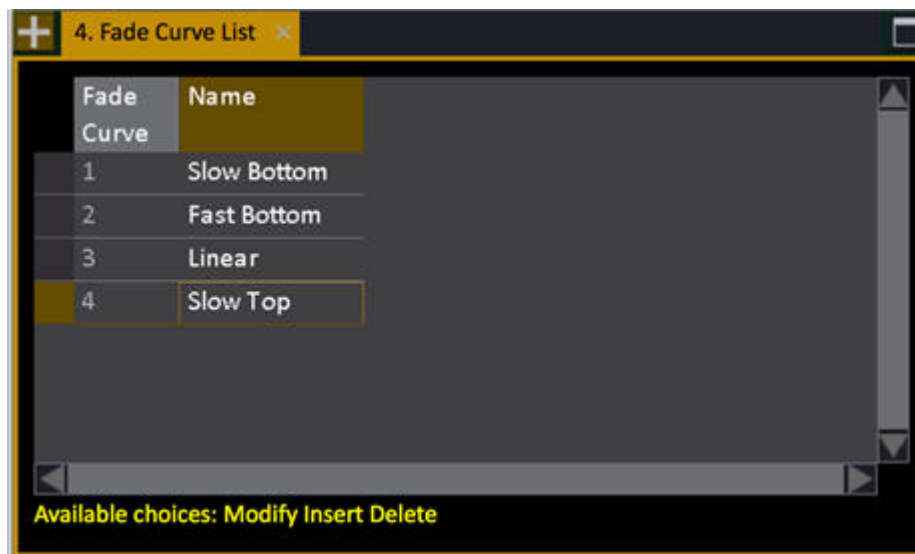 4. Fade Curve List
Fade Curve Name
1 Slow Bottom
2 Fast Bottom
3 Linear
4 Slow Top
Available choices: Modify Insert Delete